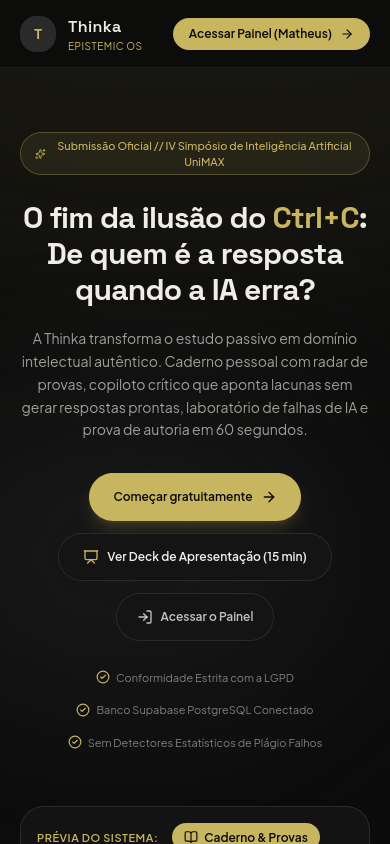 T
Thinka
EPISTEMIC OS
Acessar Painel (Matheus)
Submissão Oficial // IV Simpósio de Inteligência Artificial
UniMAX
O fim da ilusão do Ctrl+C:
De quem é a resposta
quando a IA erra?
A Thinka transforma o estudo passivo em domínio
intelectual autêntico. Caderno pessoal com radar de
provas, copiloto crítico que aponta lacunas sem
gerar respostas prontas, laboratório de falhas de IA e
prova de autoria em 60 segundos.
Começar gratuitamente
Ver Deck de Apresentação (15 min)
Acessar o Painel
Conformidade Estrita com a LGPD
Banco Supabase PostgreSQL Conectado
Sem Detectores Estatísticos de Plágio Falhos
PRÉVIA DO SISTEMA:
Caderno & Provas